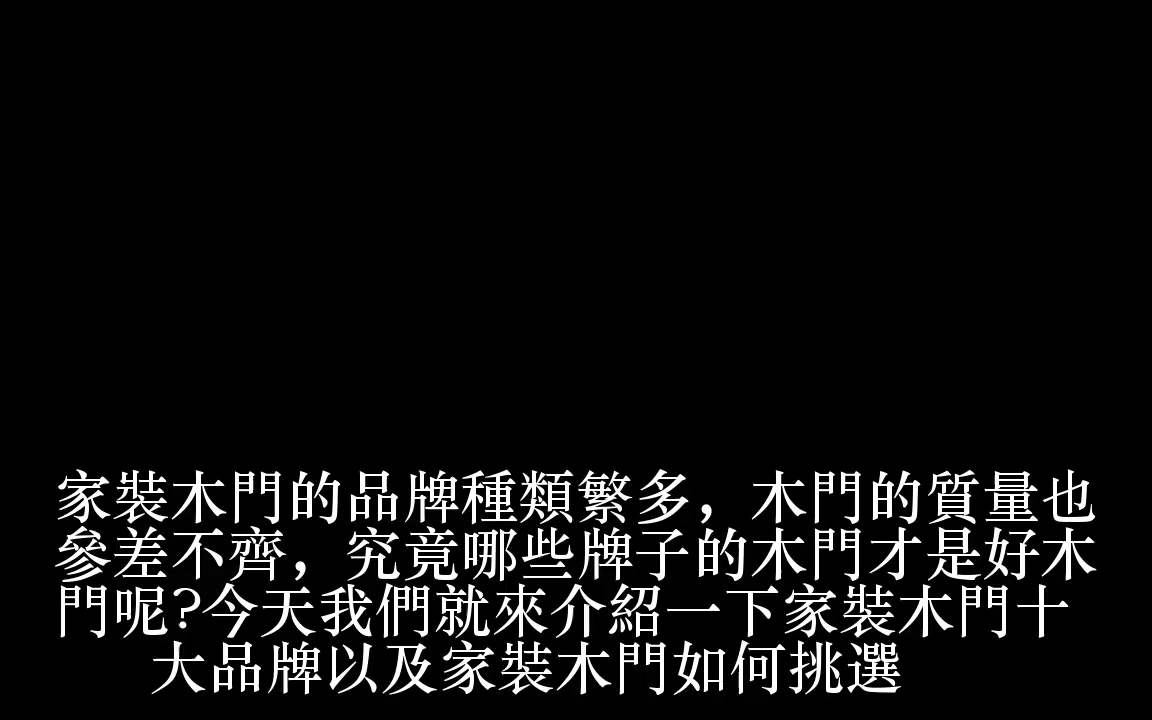 家裝木門的品牌種類繁多，木門的質量也
參差不齊，究竟哪些牌子的木門才是好木
門呢?今天我們就來介紹一下家裝木門十
大品牌以及家裝木門如何挑選